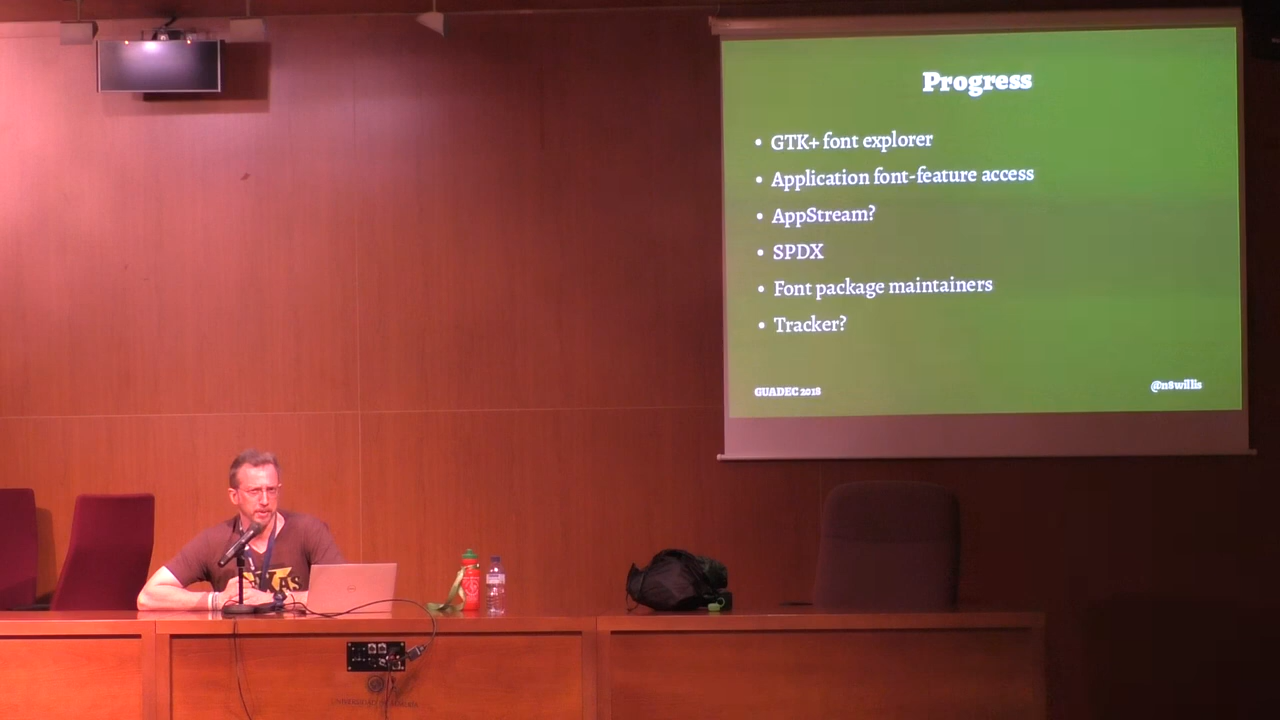 Progress
• GTK+ font explorer
• Application font-feature access
• AppStream?
• SPDX
• Font package maintainers
• Tracker?
GUADEC 2018
@n8willis